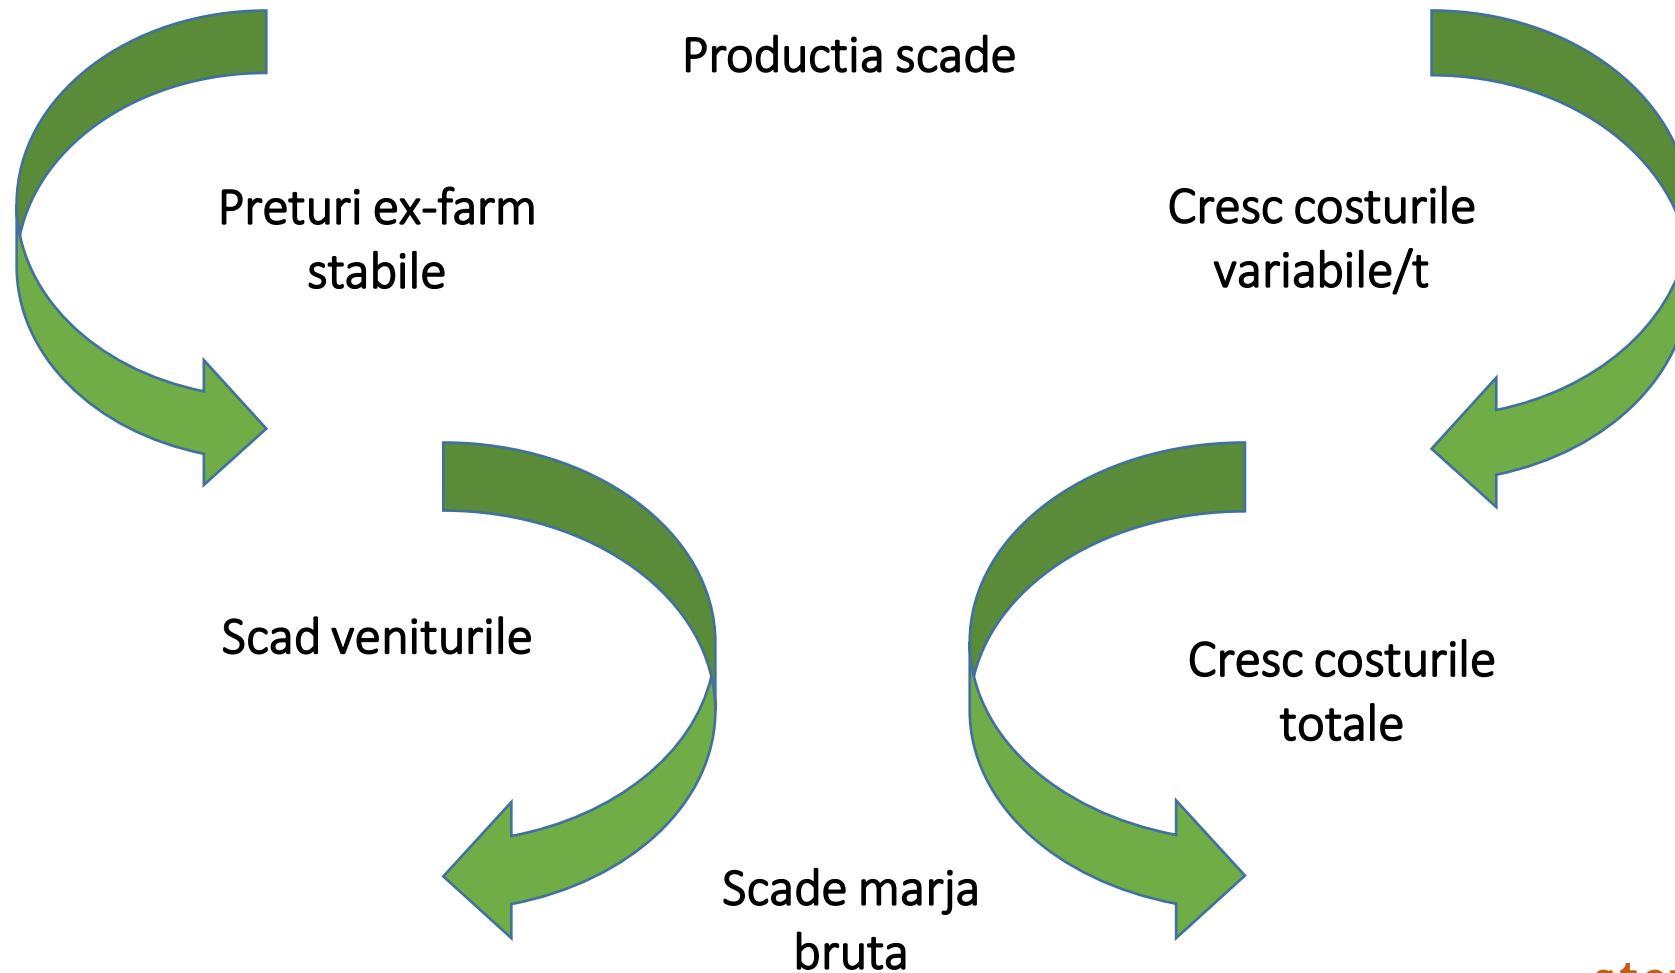 Productia scade
Preturi ex-farm
stabile
Cresc costurile
variabile/t
Scad veniturile
Cresc costurile
totale
Scade marja
bruta